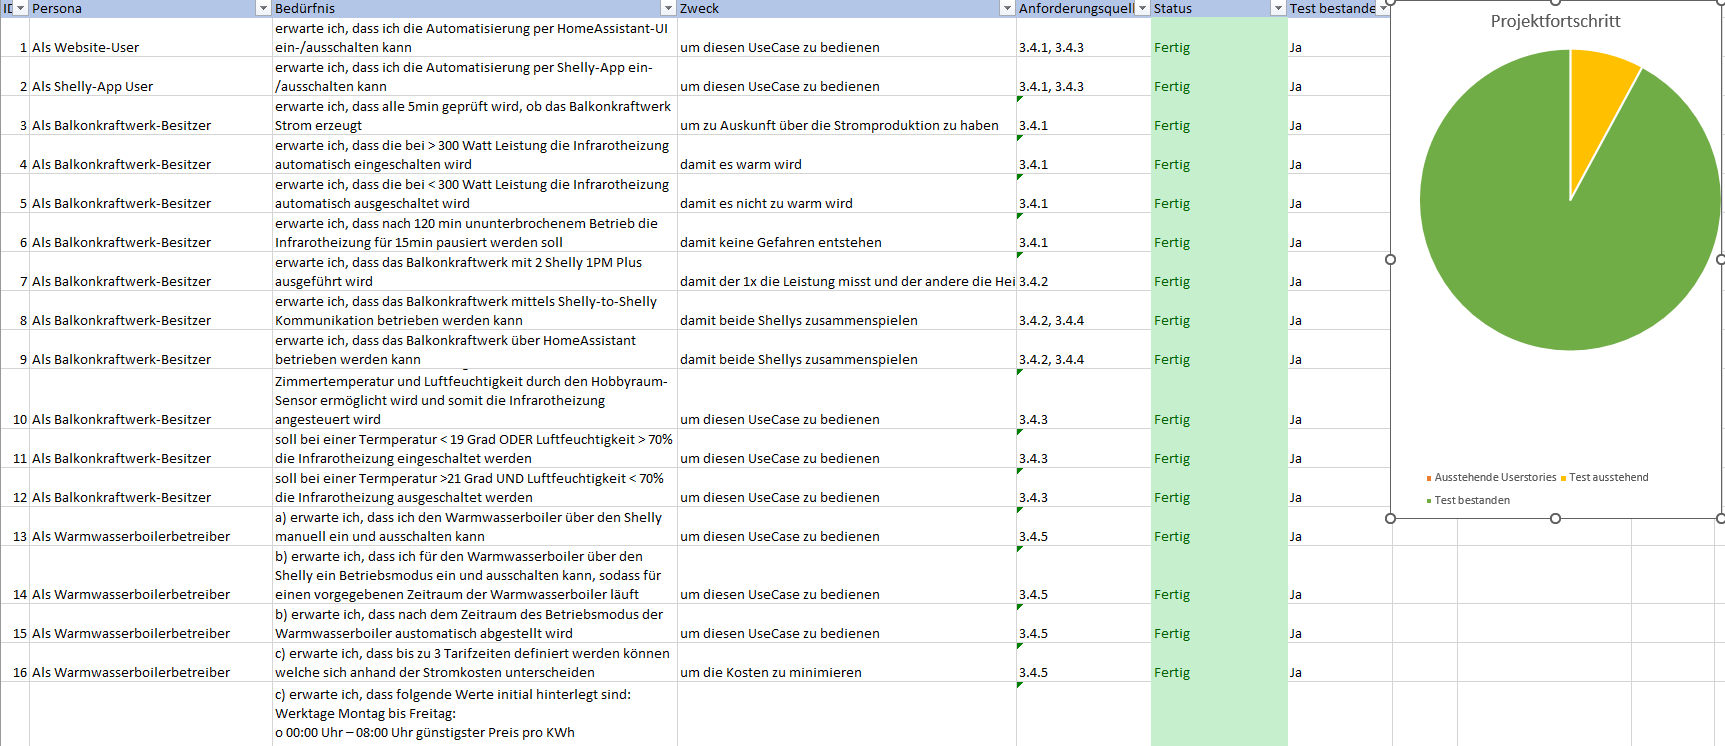 ID Persona Bedürfnis Zweck Anforderungsquell Status Test bestande
erwarte ich, dass ich die Automatisierung per HomeAssistant-UI
1 Als Website-User ein-/ausschalten kann um diesen UseCase zu bedienen 3.4.1, 3.4.3 Fertig Ja
erwarte ich, dass ich die Automatisierung per Shelly-App ein-
2 Als Shelly-App User /ausschalten kann um diesen UseCase zu bedienen 3.4.1, 3.4.3 Fertig Ja
erwarte ich, dass alle 5min geprüft wird, ob das Balkonkraftwerk
3 Als Balkonkraftwerk-Besitzer Strom erzeugt um zu Auskunft über die Stromproduktion zu haben 3.4.1 Fertig Ja
erwarte ich, dass die bei > 300 Watt Leistung die Infrarotheizung
4 Als Balkonkraftwerk-Besitzer automatisch eingeschalten wird damit es warm wird 3.4.1 Fertig Ja
erwarte ich, dass die bei < 300 Watt Leistung die Infrarotheizung
5 Als Balkonkraftwerk-Besitzer automatisch ausgeschaltet wird damit es nicht zu warm wird 3.4.1 Fertig Ja
erwarte ich, dass nach 120 min ununterbrochenem Betrieb die
6 Als Balkonkraftwerk-Besitzer Infrarotheizung für 15min pausiert werden soll damit keine Gefahren entstehen 3.4.1 Fertig Ja
erwarte ich, dass das Balkonkraftwerk mit 2 Shelly 1PM Plus
7 Als Balkonkraftwerk-Besitzer ausgeführt wird damit der 1x die Leistung misst und der andere die Hei 3.4.2 Fertig Ja
erwarte ich, dass das Balkonkraftwerk mittels Shelly-to-Shelly
8 Als Balkonkraftwerk-Besitzer Kommunikation betrieben werden kann damit beide Shellys zusammenspielen 3.4.2, 3.4.4 Fertig Ja
erwarte ich, dass das Balkonkraftwerk über HomeAssistant
9 Als Balkonkraftwerk-Besitzer betrieben werden kann damit beide Shellys zusammenspielen 3.4.2, 3.4.4 Fertig Ja
Zimmertemperatur und Luftfeuchtigkeit durch den Hobbyraum-
Sensor ermöglicht wird und somit die Infrarotheizung
10 Als Balkonkraftwerk-Besitzer angesteuert wird um diesen UseCase zu bedienen 3.4.3 Fertig Ja
soll bei einer Termperatur < 19 Grad ODER Luftfeuchtigkeit > 70%
11 Als Balkonkraftwerk-Besitzer die Infrarotheizung eingeschaltet werden um diesen UseCase zu bedienen 3.4.3 Fertig Ja
soll bei einer Termperatur >21 Grad UND Luftfeuchtigkeit < 70%
12 Als Balkonkraftwerk-Besitzer die Infrarotheizung ausgeschaltet werden um diesen UseCase zu bedienen 3.4.3 Fertig Ja
a) erwarte ich, dass ich den Warmwasserboiler über den Shelly
13 Als Warmwasserboilerbetreiber manuell ein und ausschalten kann um diesen UseCase zu bedienen 3.4.5 Fertig Ja
b) erwarte ich, dass ich für den Warmwasserboiler über den
Shelly ein Betriebsmodus ein und ausschalten kann, sodass für
14 Als Warmwasserboilerbetreiber einen vorgegebenen Zeitraum der Warmwasserboiler läuft um diesen UseCase zu bedienen 3.4.5 Fertig Ja
b) erwarte ich, dass nach dem Zeitraum des Betriebsmodus der
15 Als Warmwasserboilerbetreiber Warmwasserboiler austomatisch abgestellt wird um diesen UseCase zu bedienen 3.4.5 Fertig Ja
c) erwarte ich, dass bis zu 3 Tarifzeiten definiert werden können
16 Als Warmwasserboilerbetreiber welche sich anhand der Stromkosten unterscheiden um die Kosten zu minimieren 3.4.5 Fertig Ja
c) erwarte ich, dass folgende Werte initial hinterlegt sind:
Werktage Montag bis Freitag:
o 00:00 Uhr – 08:00 Uhr günstigster Preis pro KWh
Projektfortschritt
Ausstehende Userstories Test ausstehend
Test bestanden